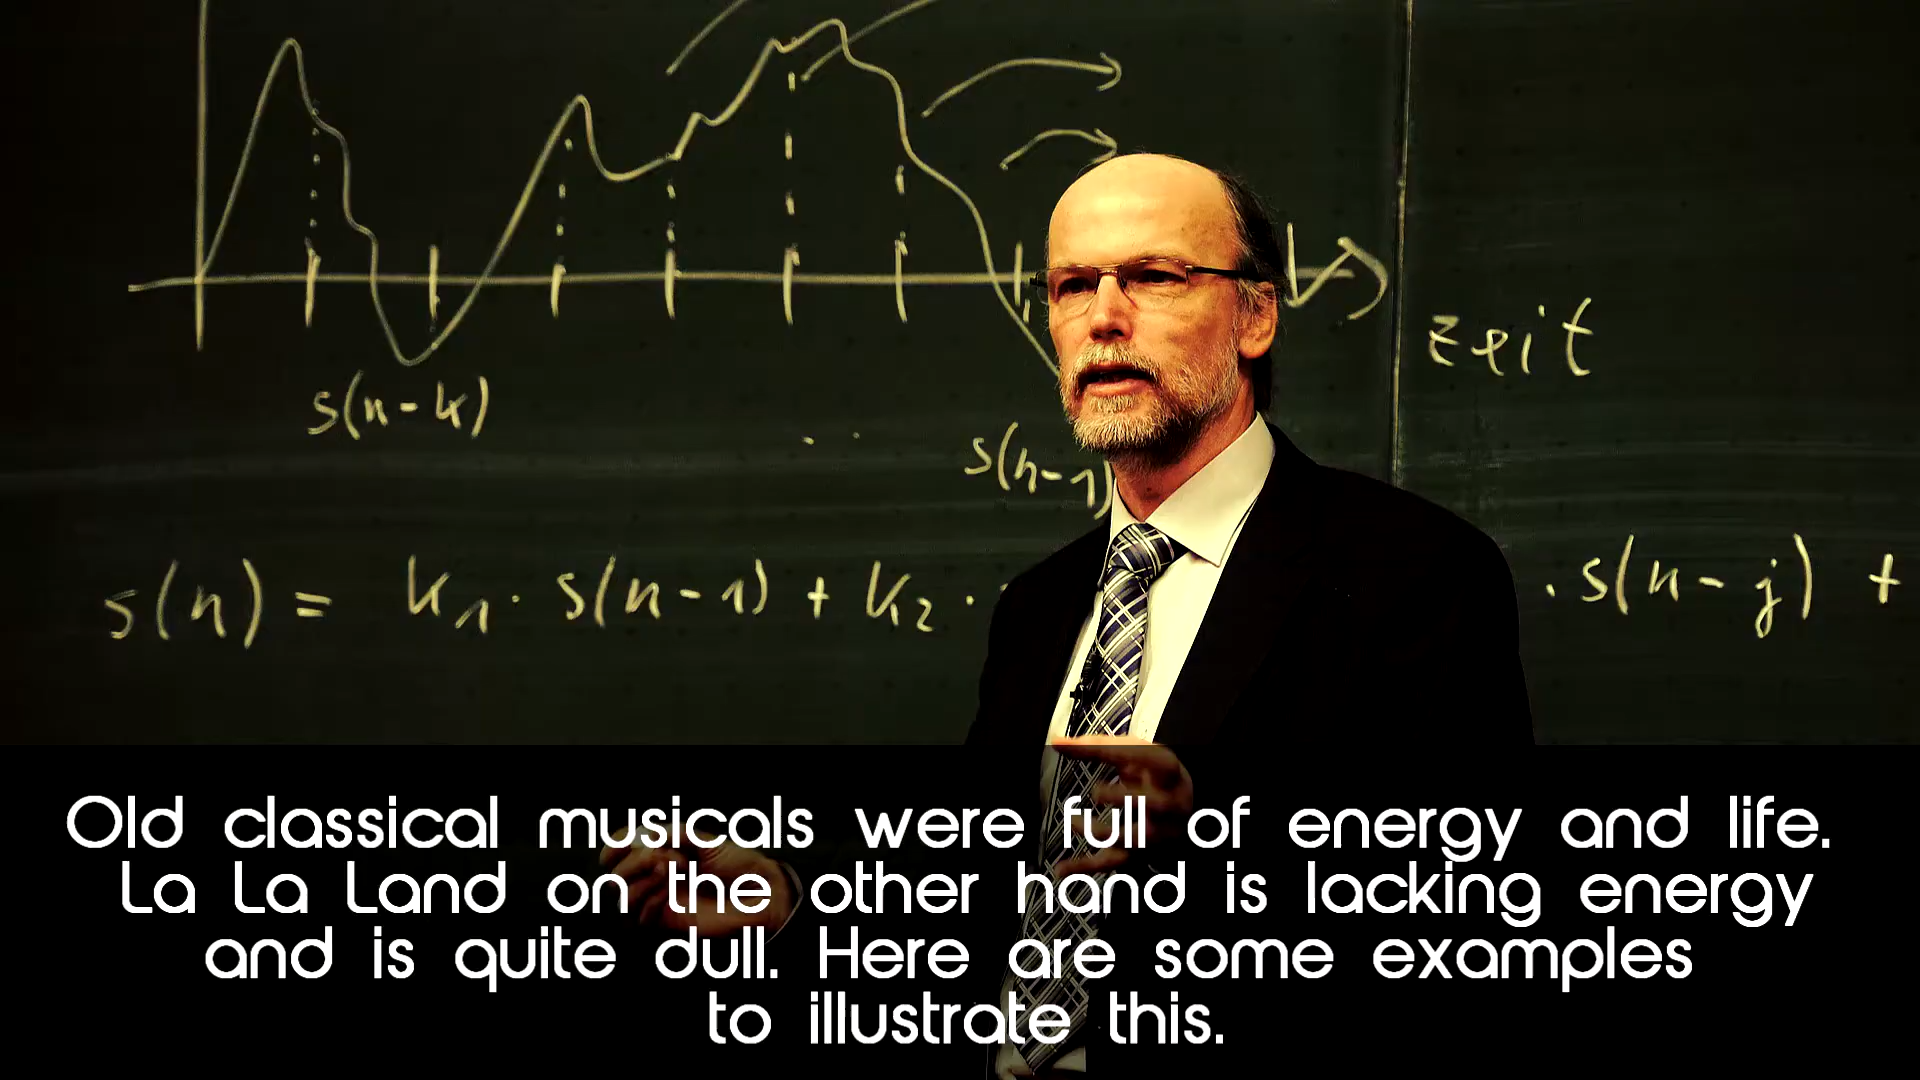 s(n-k)
s(n-1)
Zeit
s(n) = k1 · s(n-1) + k2 ·
· s(n-j) +
Old classical musicals were full of energy and life.
La La Land on the other hand is lacking energy
and is quite dull. Here are some examples
to illustrate this.